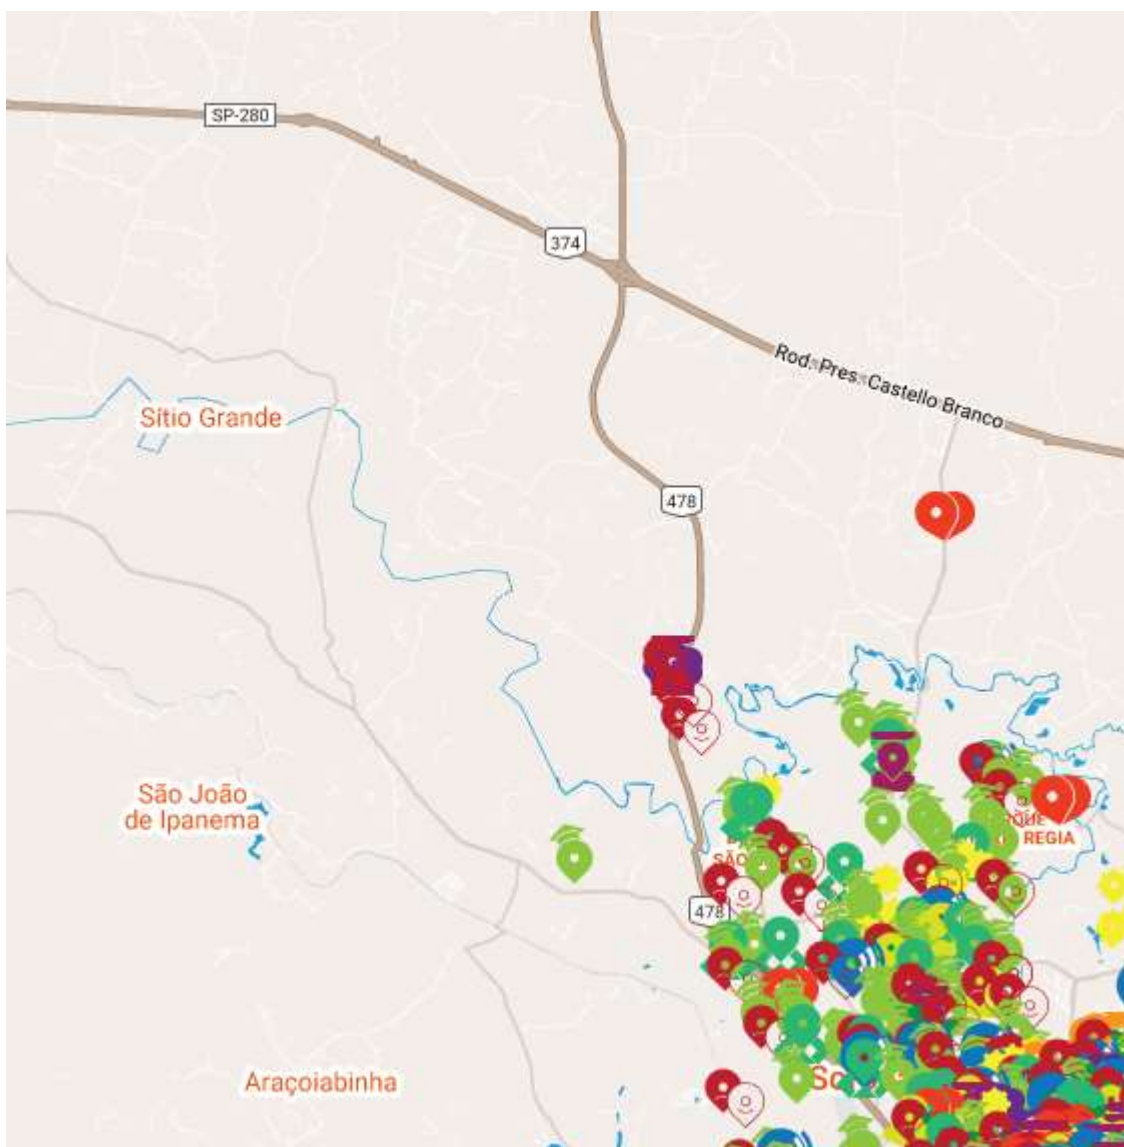 SP-280
374
Rod. Pres. Castello Branco
Sítio Grande
478
São João
de Ipanema
REGIA
478
Araçoiabinha